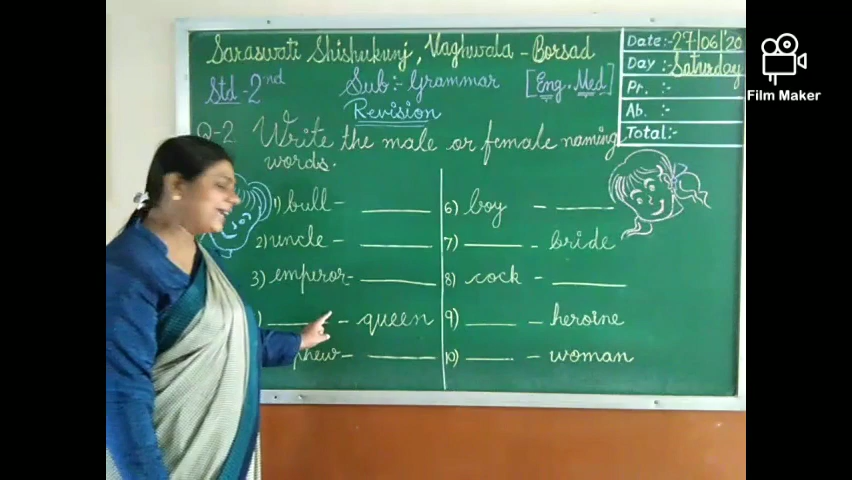 Saraswati Shishukunj, Vaghwala - Borsad
Std - 2nd Sub:- Grammar [Eng. Med]
Revision
Q-2 Write the male or female naming
words.
1) bull - ______
2) uncle - ______
3) emperor - ______
) ______ - queen
phew - ______
6) boy - ______
7) ______ - bride
8) cock - ______
9) ______ - heroine
10) ______ - woman
Date:- 27/06/'20
Day :- Saturday
Pr. :-
Ab. :-
Total:-
Film Maker